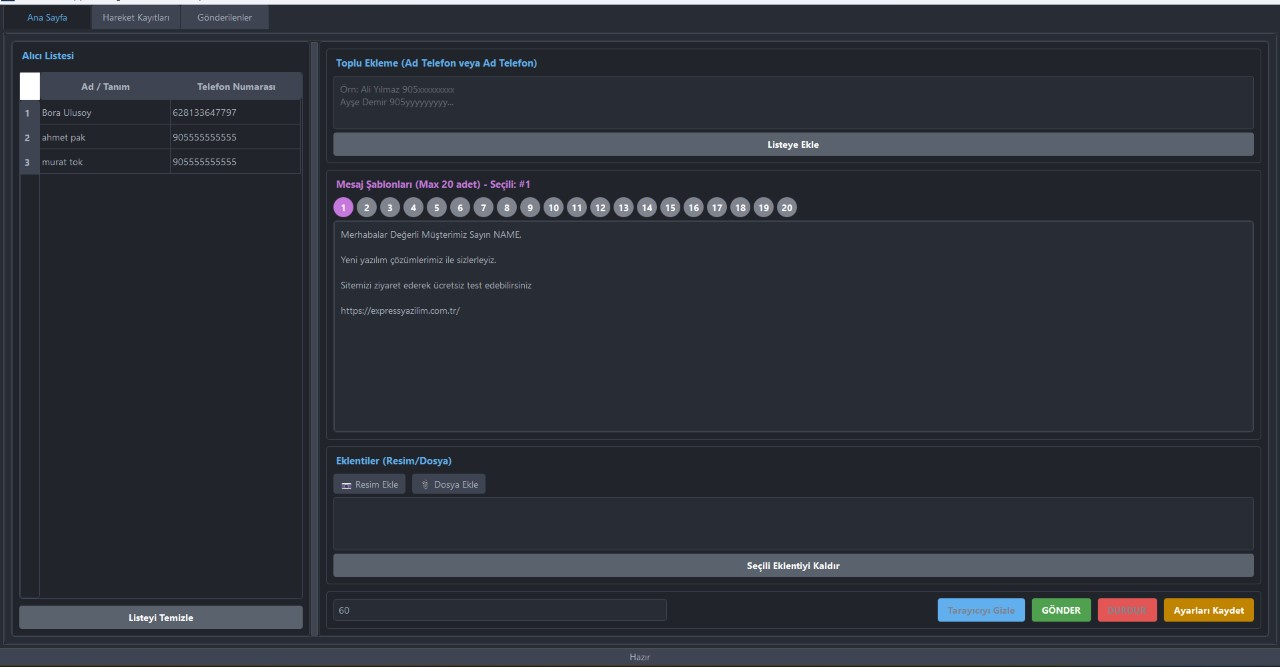 Ana Sayfa
Hareket Kayıtları
Gönderilenler
Alıcı Listesi
Ad / Tanım Telefon Numarası
1 Bora Ulusoy 628133647797
2 ahmet pak 905555555555
3 murat tok 905555555555
Listeyi Temizle
Toplu Ekleme (Ad Telefon veya Ad Telefon)
Örn: Ali Yılmaz 905xxxxxxxxx
Ayşe Demir 905yyyyyyyyy...
Listeye Ekle
Mesaj Şablonları (Max 20 adet) - Seçili: #1
1 2 3 4 5 6 7 8 9 10 11 12 13 14 15 16 17 18 19 20
Merhabalar Değerli Müşterimiz Sayın NAME,
Yeni yazılım çözümlerimiz ile sizlerleyiz.
Sitemizi ziyaret ederek ücretsiz test edebilirsiniz
https://expressyazilim.com.tr/
Eklentiler (Resim/Dosya)
Resim Ekle
Dosya Ekle
Seçili Eklentiyi Kaldır
60
Tarayıcıyı Gizle
GÖNDER
Ayarları Kaydet
Hazır